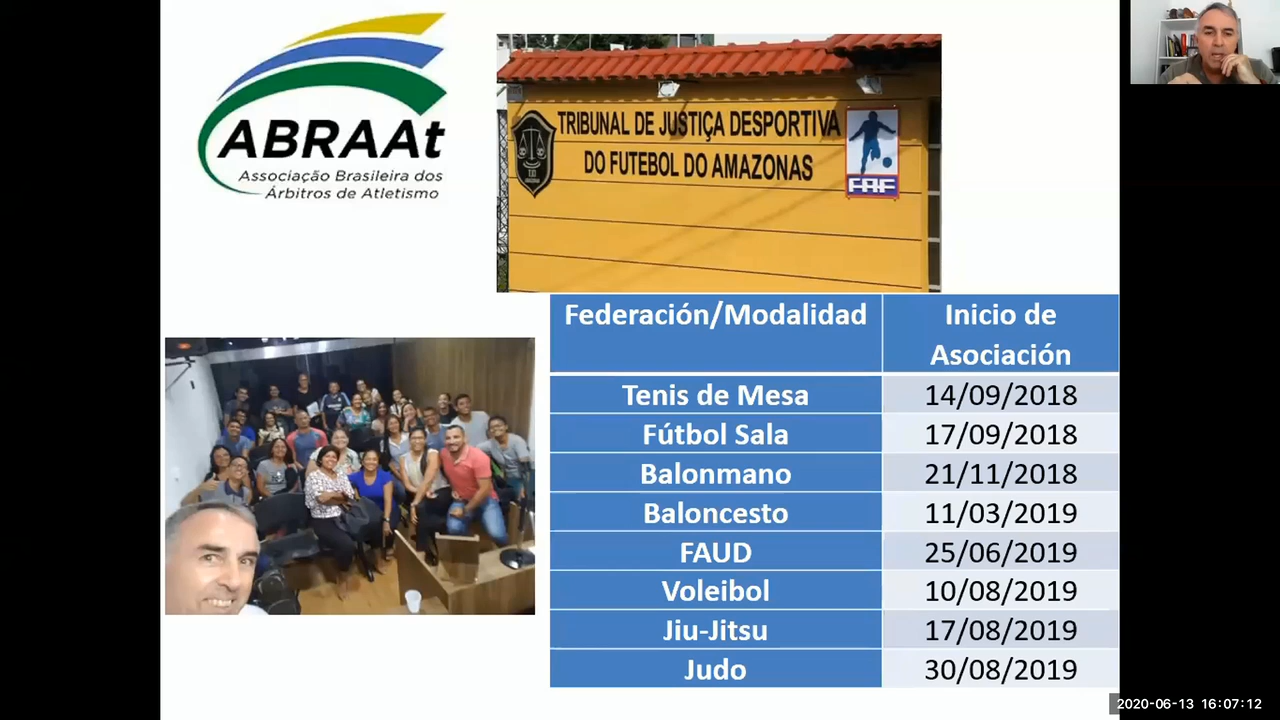 ABRAAt
Associação Brasileira dos
Árbitros de Atletismo
TRIBUNAL DE JUSTIÇA DESPORTIVA
DO FUTEBOL DO AMAZONAS
FAF
Federación/Modalidad
Inicio de
Asociación
Tenis de Mesa 14/09/2018
Fútbol Sala 17/09/2018
Balonmano 21/11/2018
Baloncesto 11/03/2019
FAUD 25/06/2019
Voleibol 10/08/2019
Jiu-Jitsu 17/08/2019
Judo 30/08/2019
2020-06-13 16:07:12